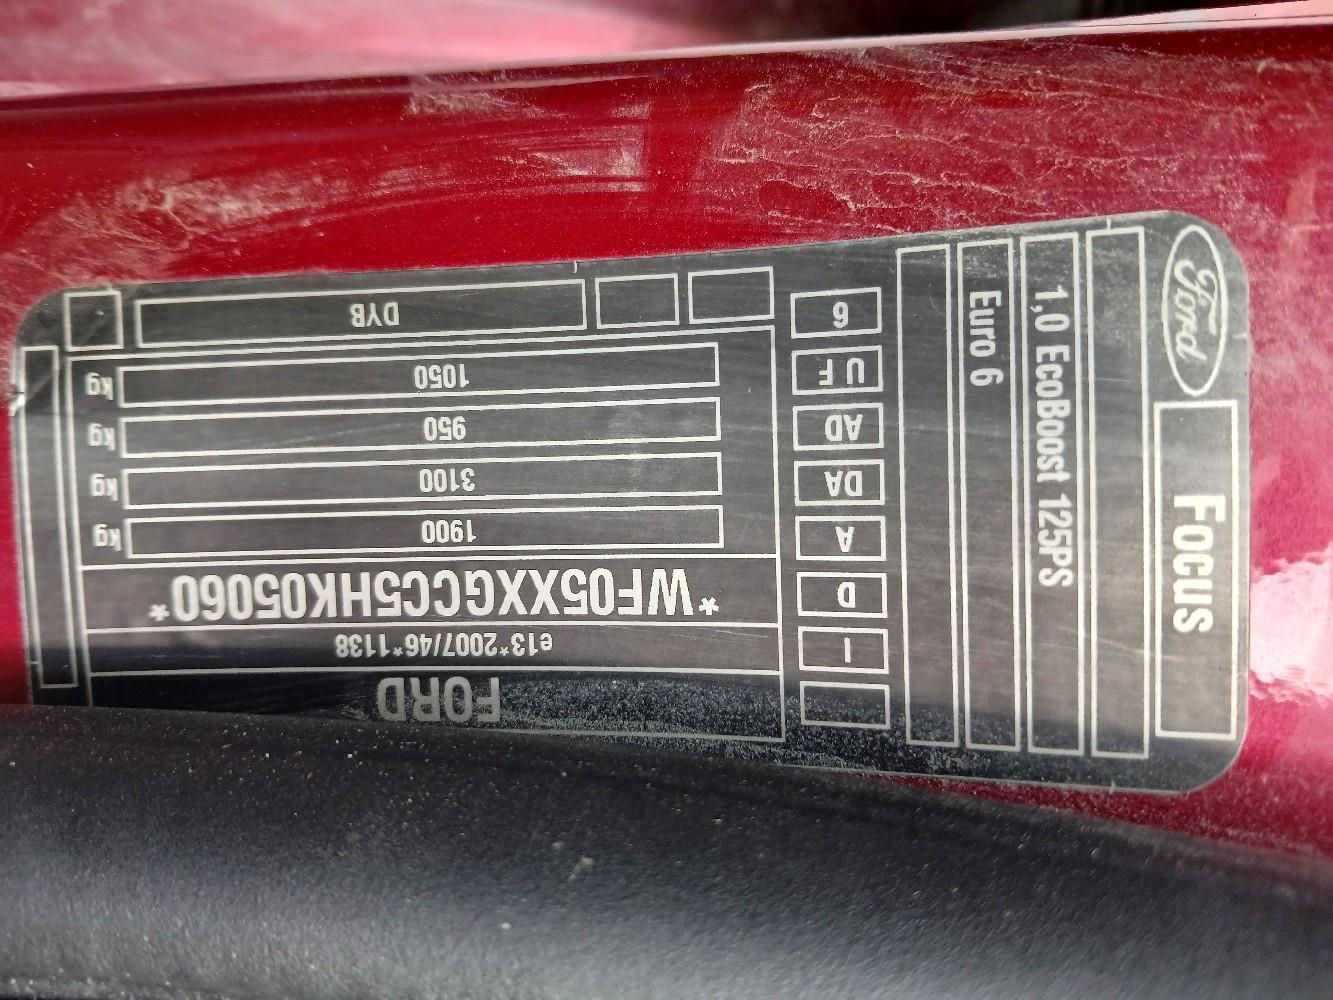 FORD
e13*2007/46*1138
*WF05XXGCC5HK05060*
1900 kg
3100 kg
950 kg
1050 kg
DYB
I
D
A
DA
AD
U F
6
Ford
Focus
1,0 EcoBoost 125PS
Euro 6